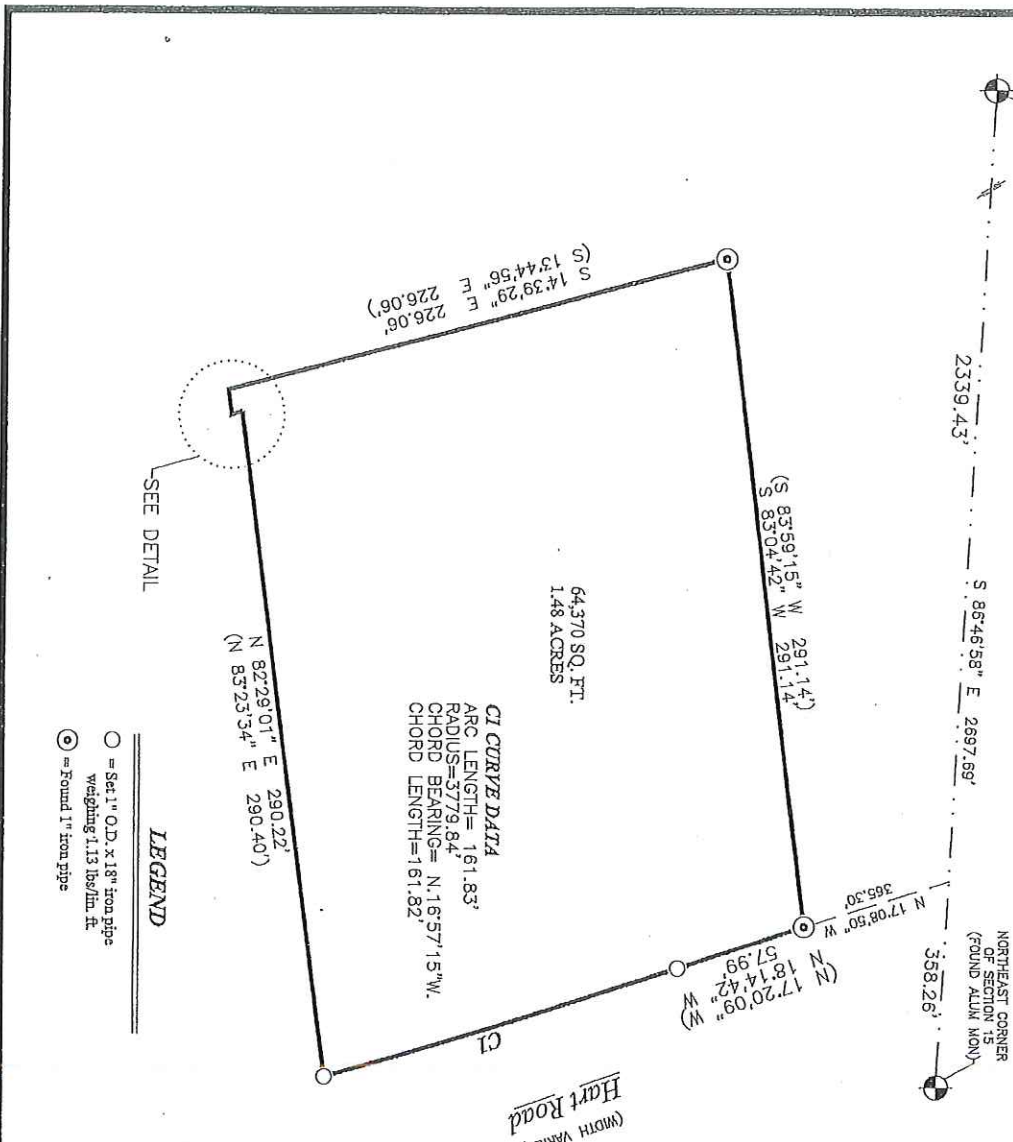 NORTHEAST CORNER
OF SECTION 15
(FOUND ALUM MON)
S 86°46'58" E 2697.69'
2339.43'
358.26'
N 17°08'50" W
365.30'
(S 83°59'15" W 291.14')
S 83°04'42" W 291.14'
S 14°39'29" E 226.06'
(S 13°44'56" E 226.06')
(N 17°20'09" W)
N 18°14'42" W
57.99'
64,370 SQ. FT.
1.48 ACRES
C1 CURVE DATA
ARC LENGTH= 161.83'
RADIUS=3779.84'
CHORD BEARING= N.16°57'15"W.
CHORD LENGTH=161.82'
C1
Hart Road
(WIDTH
N 82°29'01" E 290.22'
(N 83°23'34" E 290.40')
SEE DETAIL
LEGEND
= Set 1" O.D. x 18" iron pipe
weighing 1.13 lbs/lin. ft.
= Found 1" iron pipe